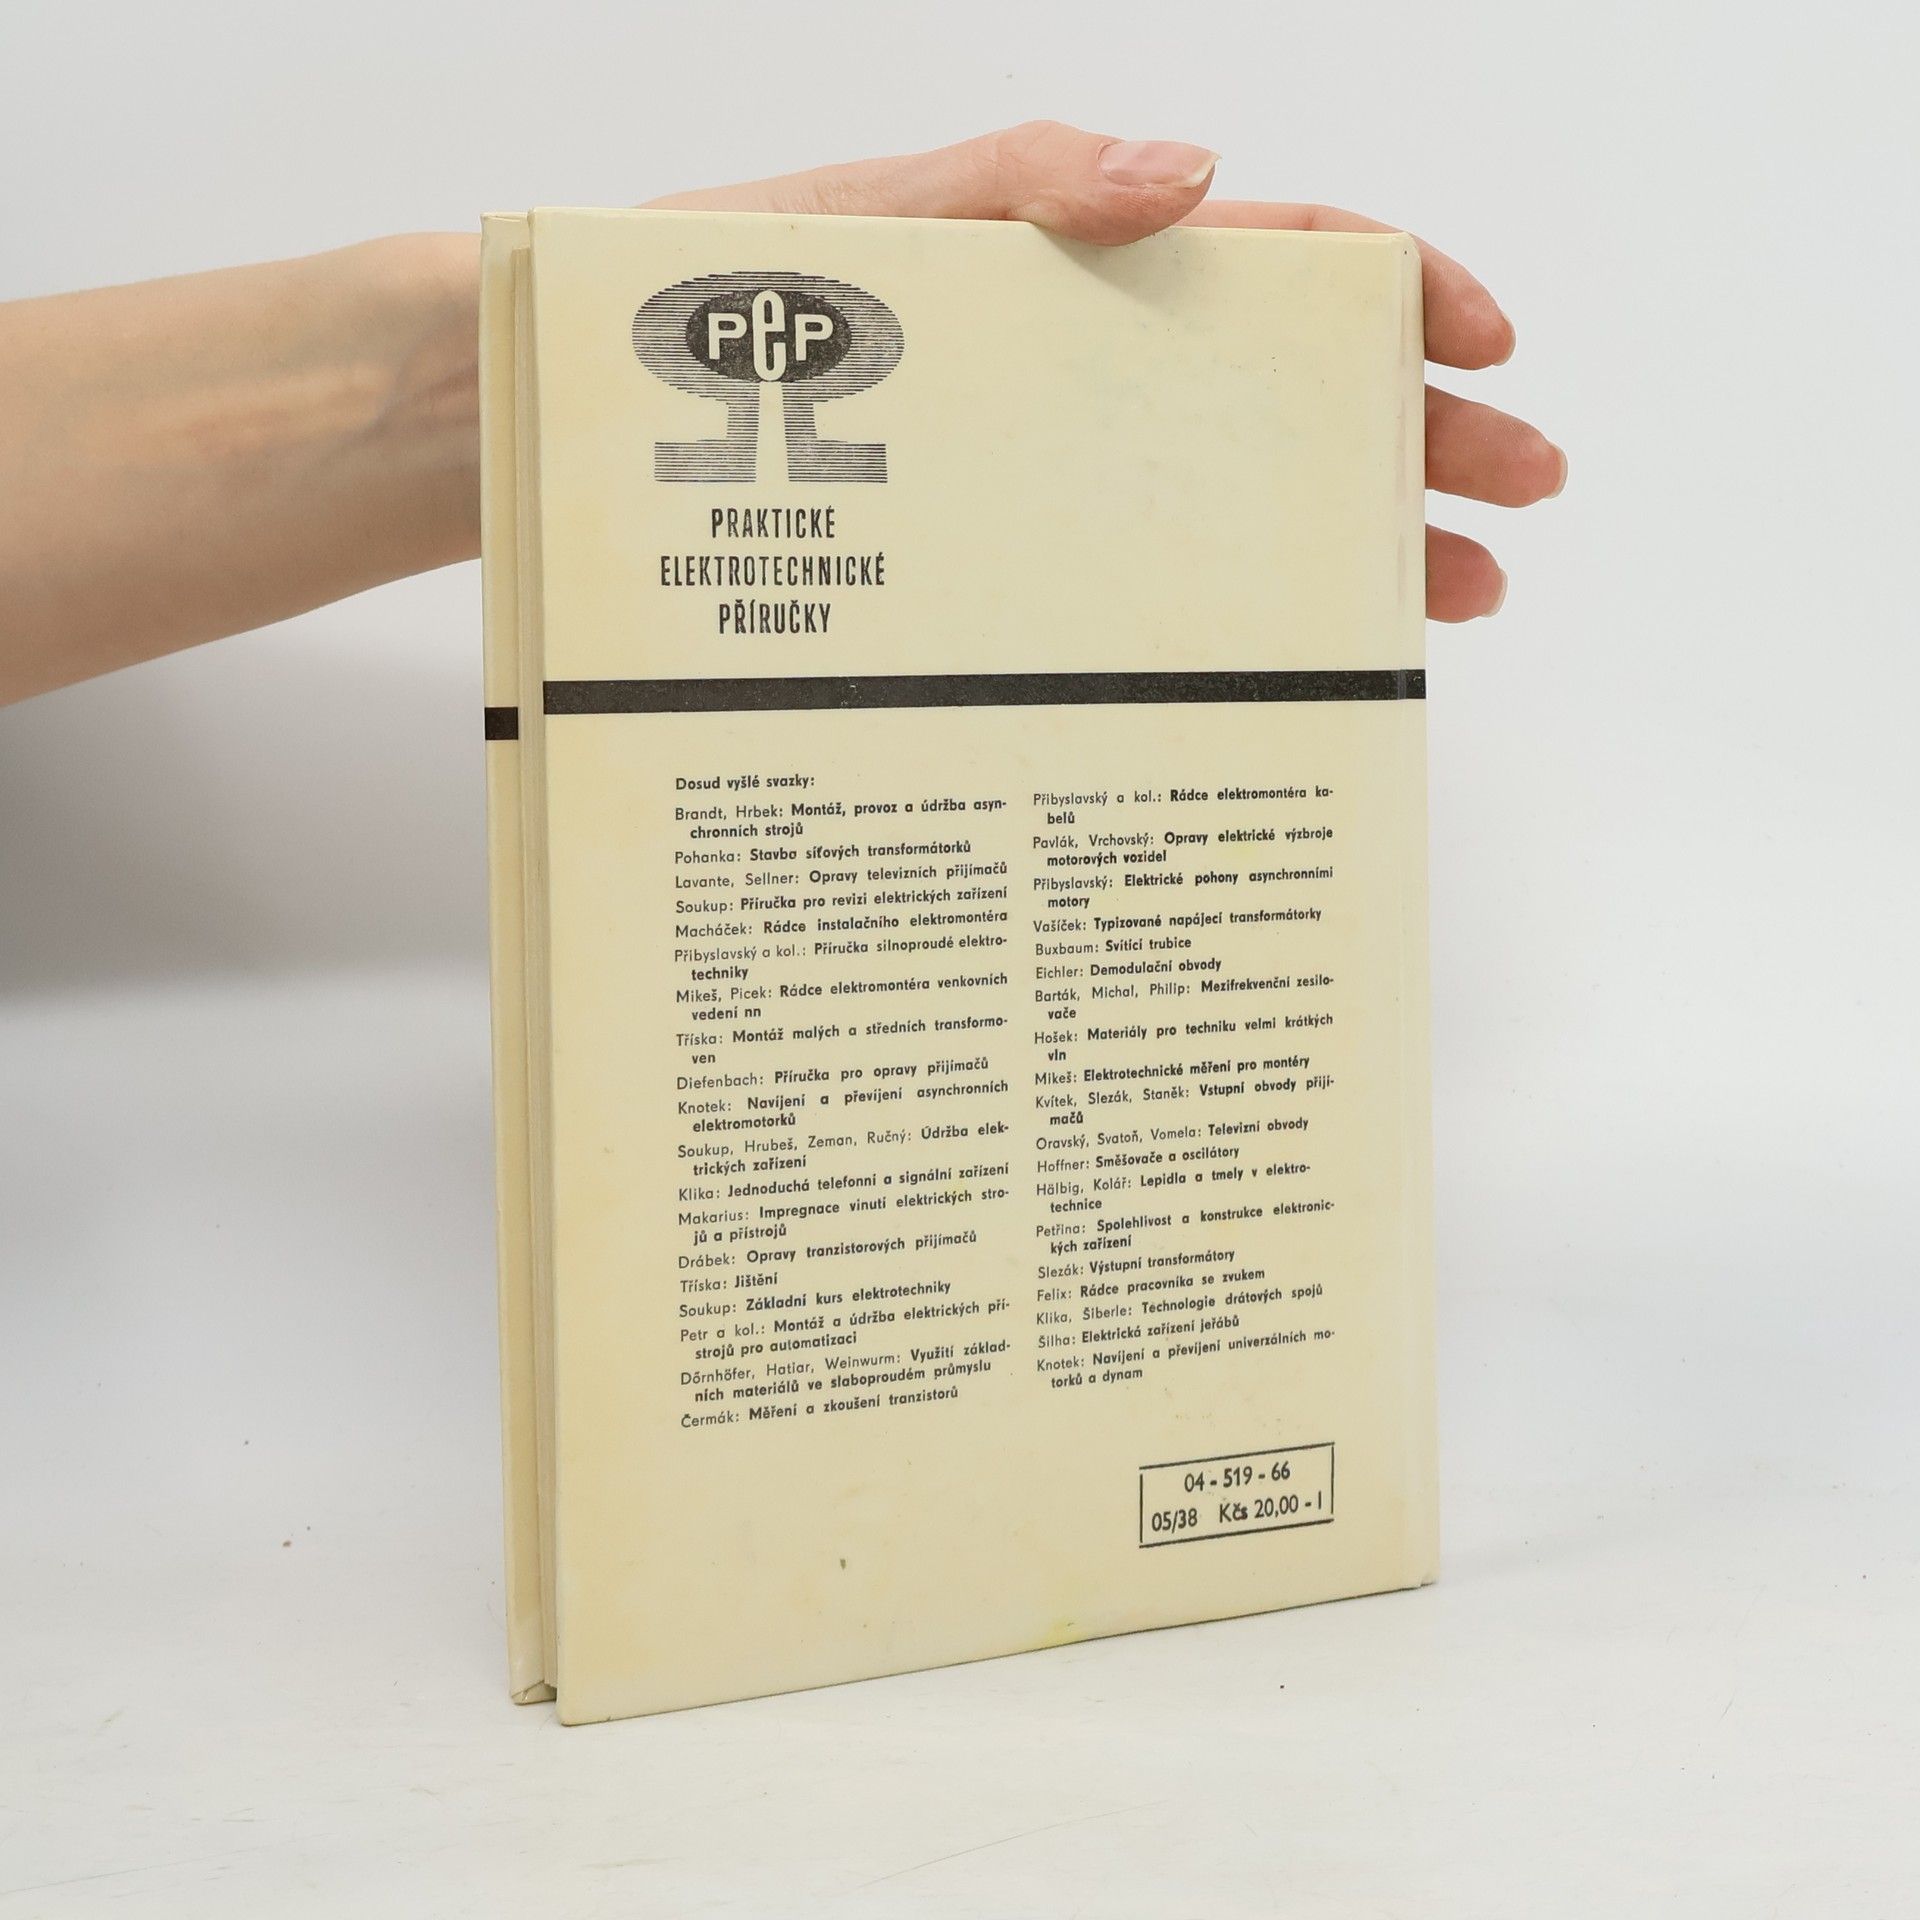 PeP
PRAKTICKÉ
ELEKTROTECHNICKÉ
PŘÍRUČKY
Dosud vyšlé svazky:
Brandt, Hrbek: Montáž, provoz a údržba asyn-
chronních strojů
Pohanka: Stavba síťových transformátorků
Lavante, Sellner: Opravy televizních přijímačů
Soukup: Příručka pro revizi elektrických zařízení
Macháček: Rádce instalačního elektromontéra
Přibyslavský a kol.: Příručka silnoproudé elektro-
techniky
Mikeš, Picek: Rádce elektromontéra venkovních
vedení nn
Tříska: Montáž malých a středních transformo-
ven
Diefenbach: Příručka pro opravy přijímačů
Knotek: Navíjení a převíjení asynchronních
elektromotorků
Soukup, Hrubeš, Zeman, Ručný: Údržba elek-
trických zařízení
Klika: Jednoduchá telefonní a signální zařízení
Makarius: Impregnace vinutí elektrických stro-
jů a přístrojů
Drábek: Opravy tranzistorových přijímačů
Tříska: Jištění
Soukup: Základní kurs elektrotechniky
Petr a kol.: Montáž a údržba elektrických pří-
strojů pro automatizaci
Dörnhöfer, Hatiar, Weinwurm: Využití základ-
ních materiálů ve slaboproudém průmyslu
Čermák: Měření a zkoušení tranzistorů
Přibyslavský a kol.: Rádce elektromontéra ka-
belů
Pavlák, Vrchovský: Opravy elektrické výzbroje
motorových vozidel
Přibyslavský: Elektrické pohony asynchronními
motory
Vašíček: Typizované napájecí transformátorky
Buxbaum: Svítící trubice
Eichler: Demodulační obvody
Barták, Michal, Philip: Mezifrekvenční zesilo-
vače
Hošek: Materiály pro techniku velmi krátkých
vln
Mikeš: Elektrotechnické měření pro montéry
Kvítek, Slezák, Staněk: Vstupní obvody přijí-
mačů
Oravský, Svatoň, Vomela: Televizní obvody
Hoffner: Směšovače a oscilátory
Hälbig, Kolář: Lepidla a tmely v elektro-
technice
Petřina: Spolehlivost a konstrukce elektronic-
kých zařízení
Slezák: Výstupní transformátory
Felix: Rádce pracovníka se zvukem
Klika, Šiberle: Technologie drátových spojů
Šilha: Elektrická zařízení jeřábů
Knotek: Navíjení a převíjení univerzálních mo-
torků a dynam
04 - 519 - 66
05/38 Kčs 20,00 - I